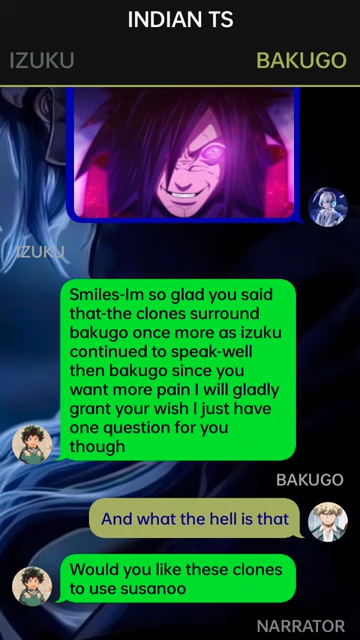 INDIAN TS
IZUKU
BAKUGO
IZUKU
Smiles-Im so glad you said
that-the clones surround
bakugo once more as izuku
continued to speak-well
then bakugo since you
want more pain I will gladly
grant your wish I just have
one question for you
though
BAKUGO
And what the hell is that
Would you like these clones
to use susanoo
NARRATOR